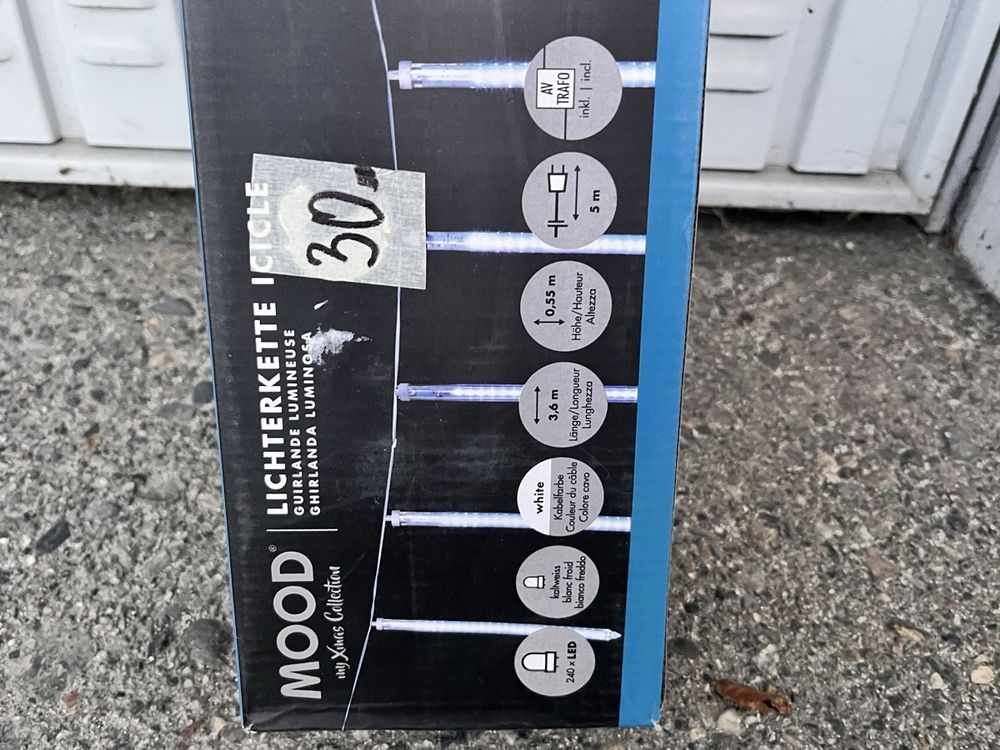 MOOD®
my Xmas Collection
LICHTERKETTE ICICLE
GUIRLANDE LUMINEUSE
GHIRLANDA LUMINOSA
30.50
240 x LED
kaltweiss
blanc froid
bianco freddo
white
Kabelfarbe
Couleur du câble
Colore cavo
3,6 m
Länge/Longueur
Lunghezza
0,55 m
Höhe/Hauteur
Altezza
5 m
AV
TRAFO
inkl. | incl.